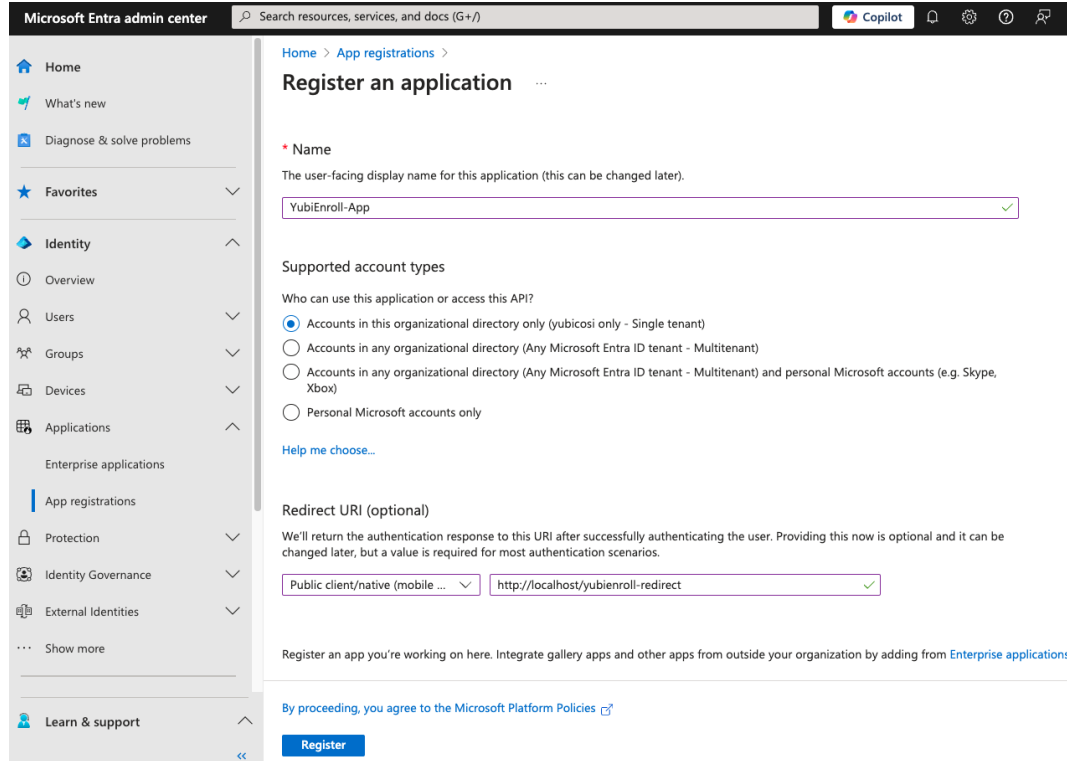 Microsoft Entra admin center
Search resources, services, and docs (G+/)
Copilot
Home
What's new
Diagnose & solve problems
Favorites
Identity
Overview
Users
Groups
Devices
Applications
Enterprise applications
App registrations
Protection
Identity Governance
External Identities
Show more
Learn & support
Home > App registrations >
Register an application ...
* Name
The user-facing display name for this application (this can be changed later).
YubiEnroll-App
Supported account types
Who can use this application or access this API?
Accounts in this organizational directory only (yubicosi only - Single tenant)
Accounts in any organizational directory (Any Microsoft Entra ID tenant - Multitenant)
Accounts in any organizational directory (Any Microsoft Entra ID tenant - Multitenant) and personal Microsoft accounts (e.g. Skype,
Xbox)
Personal Microsoft accounts only
Help me choose...
Redirect URI (optional)
We'll return the authentication response to this URI after successfully authenticating the user. Providing this now is optional and it can be
changed later, but a value is required for most authentication scenarios.
Public client/native (mobile ...
http://localhost/yubienroll-redirect
Register an app you're working on here. Integrate gallery apps and other apps from outside your organization by adding from Enterprise applications
By proceeding, you agree to the Microsoft Platform Policies
Register